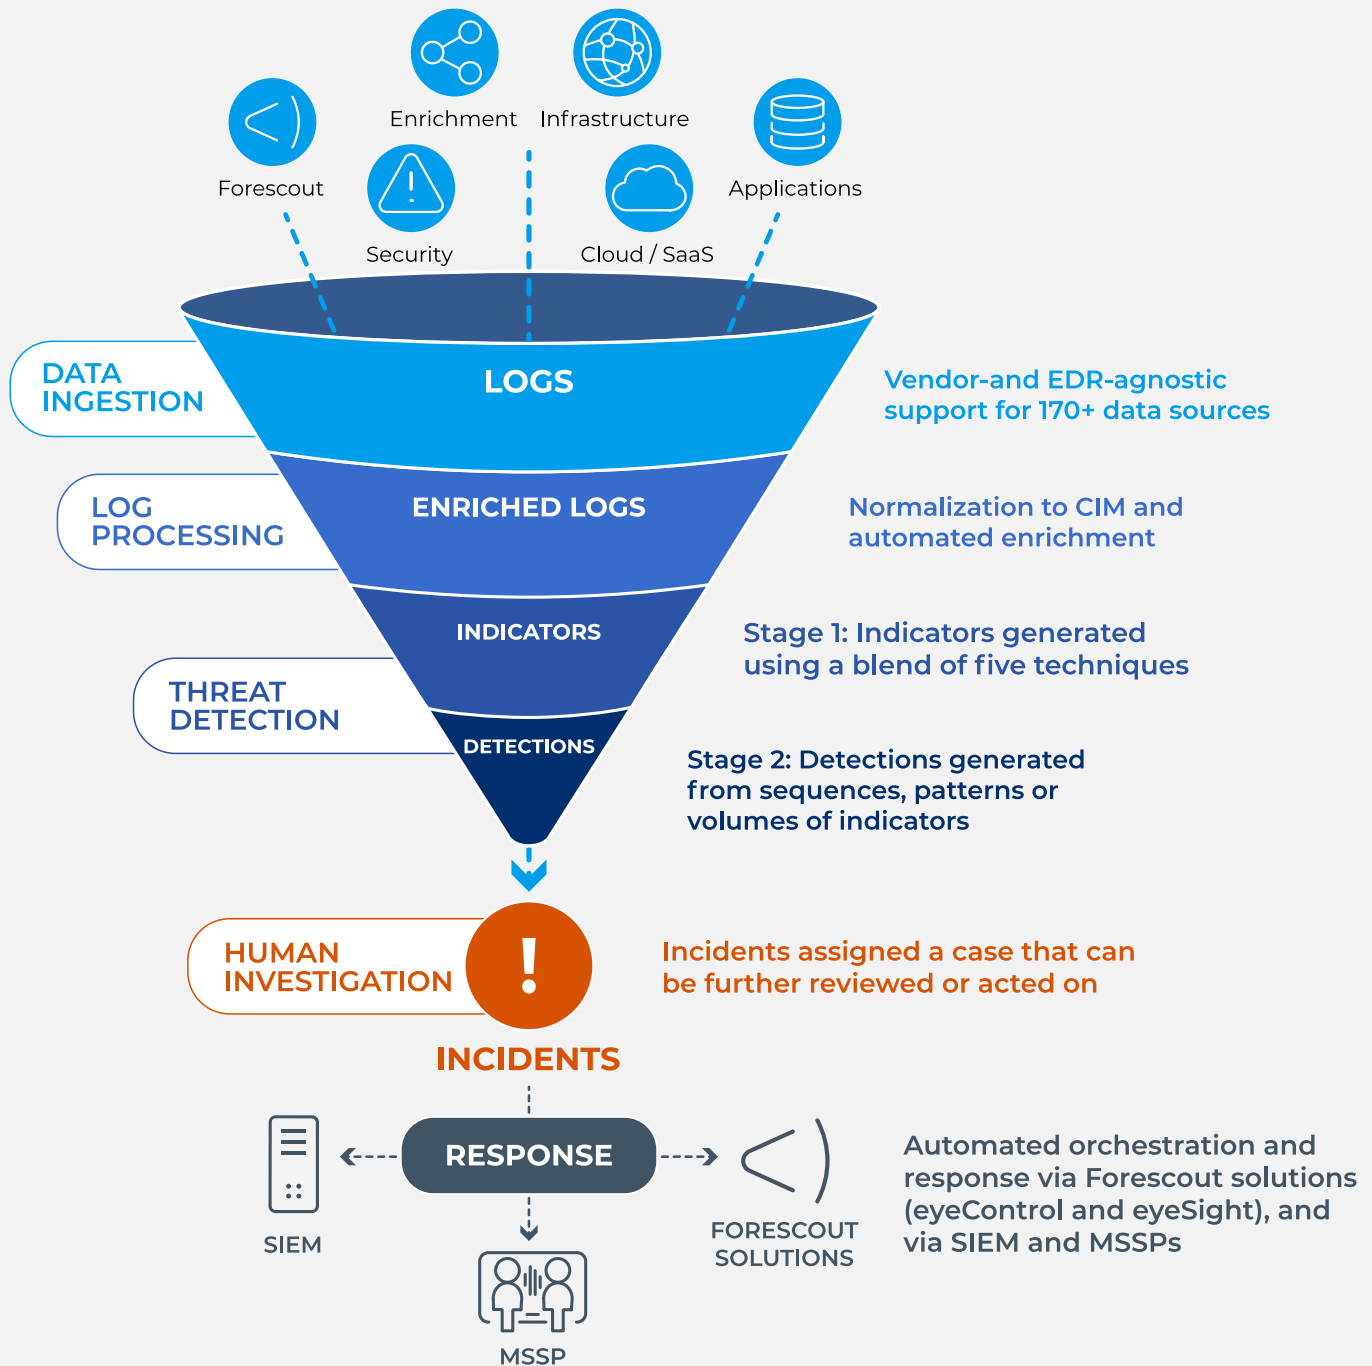 Enrichment
Infrastructure
Forescout
Applications
Security
Cloud / SaaS
DATA
INGESTION
LOGS
Vendor-and EDR-agnostic
support for 170+ data sources
LOG
PROCESSING
ENRICHED LOGS
Normalization to CIM and
automated enrichment
INDICATORS
Stage 1: Indicators generated
using a blend of five techniques
THREAT
DETECTION
DETECTIONS
Stage 2: Detections generated
from sequences, patterns or
volumes of indicators
HUMAN
INVESTIGATION
!
Incidents assigned a case that can
be further reviewed or acted on
INCIDENTS
RESPONSE
SIEM
FORESCOUT
SOLUTIONS
Automated orchestration and
response via Forescout solutions
(eyeControl and eyeSight), and
via SIEM and MSSPs
MSSP